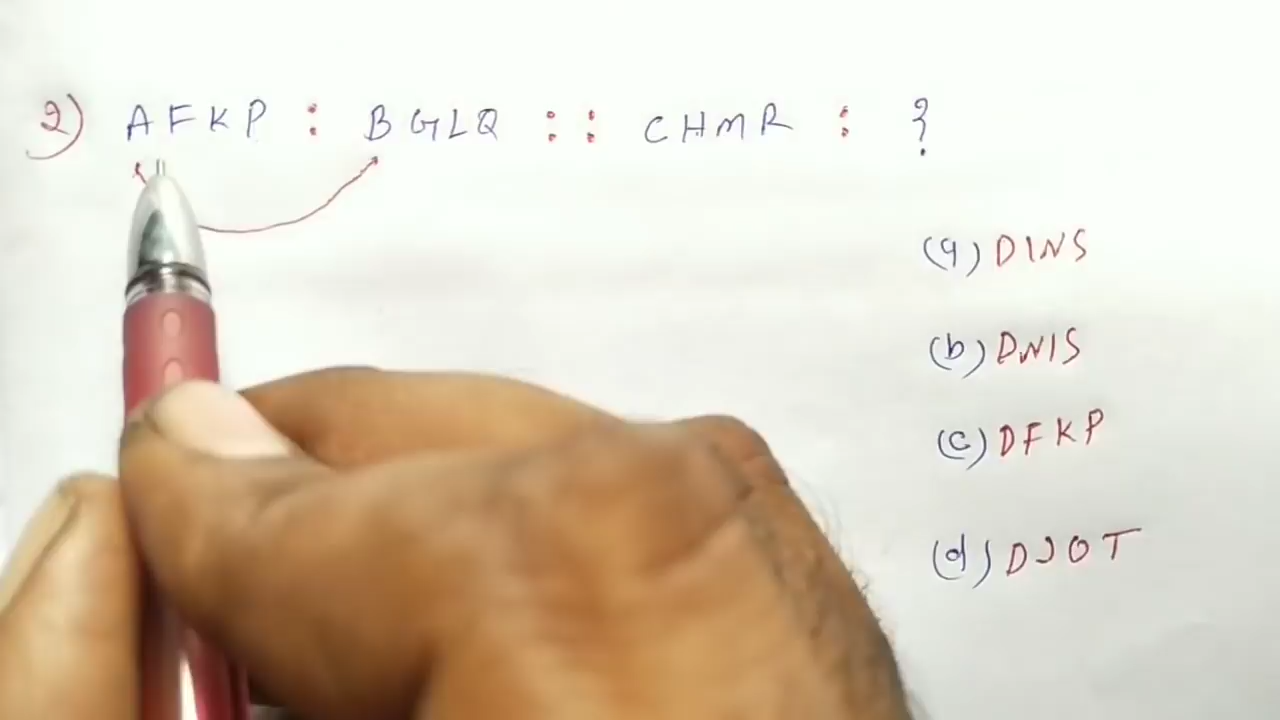 2) AFKP : BGLQ :: CHMR : ?
(a) DINS
(b) DNIS
(c) DFKP
(d) DJOT